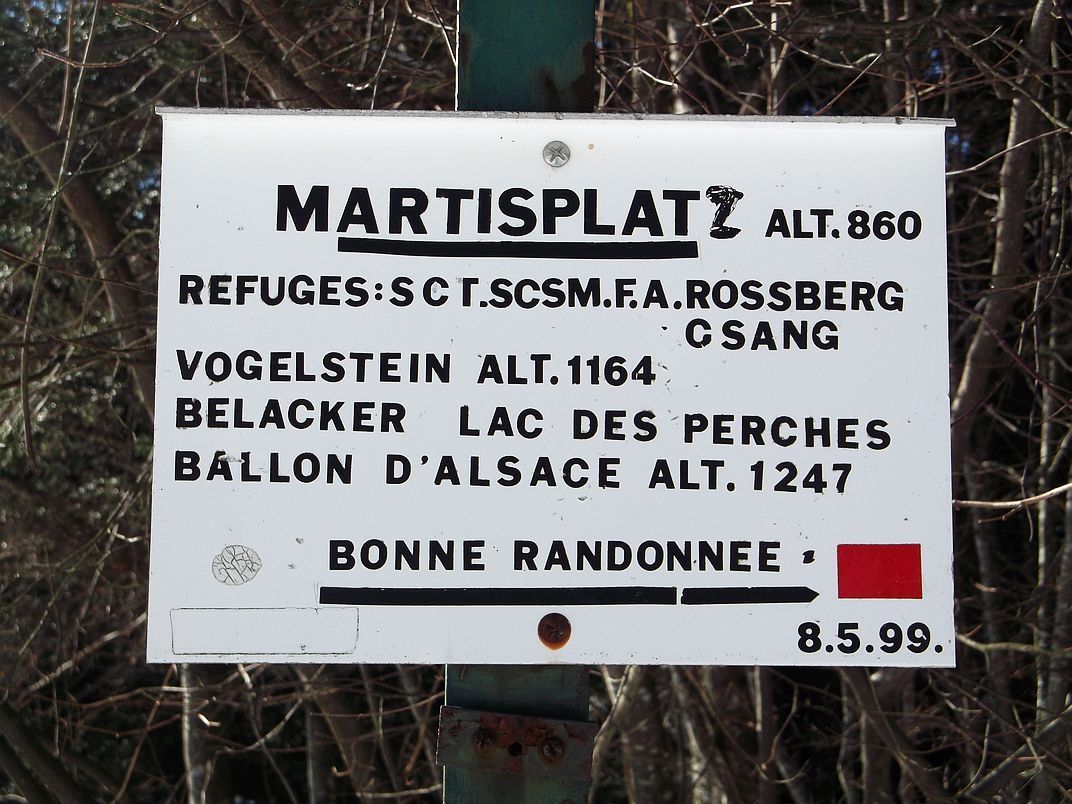 MARTISPLATZ ALT.860
REFUGES:SCT.SCSM.F.A.ROSSBERG
CSANG
VOGELSTEIN ALT.1164
BELACKER LAC DES PERCHES
BALLON D'ALSACE ALT.1247
BONNE RANDONNEE
8.5.99.